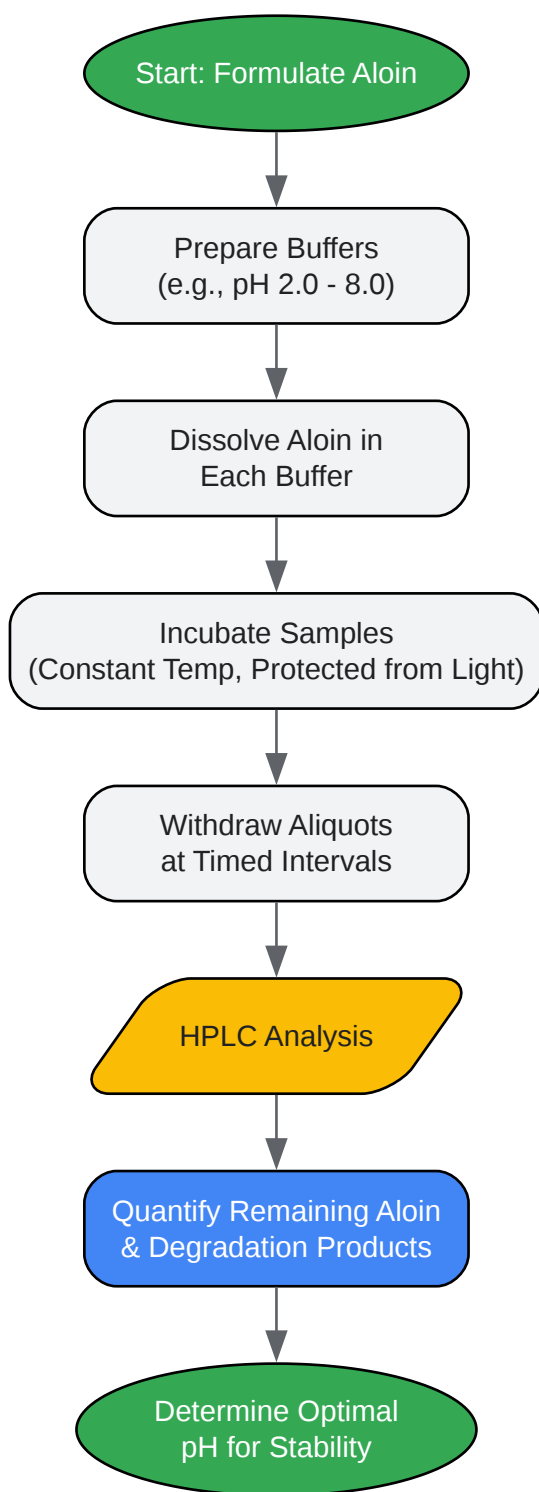 Start: Formulate Aloin
Prepare Buffers
(e.g., pH 2.0 - 8.0)
Dissolve Aloin in
Each Buffer
Incubate Samples
(Constant Temp, Protected from Light)
Withdraw Aliquots
at Timed Intervals
HPLC Analysis
Quantify Remaining Aloin
& Degradation Products
Determine Optimal
pH for Stability